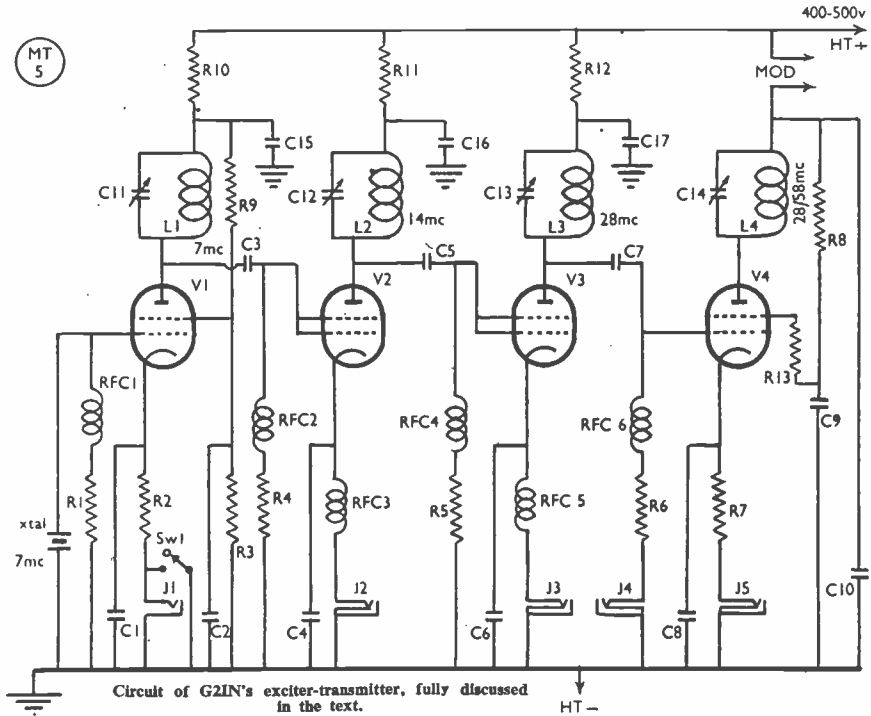 400-500v
HT+
MT
5
R10
R11
R12
MOD
C15
C16
C17
C11
R9
C12
C13
C14
28/58mc
R8
L1
L2
14mc
L3
28mc
L4
7mc
C3
C5
C7
V1
V2
V3
V4
R13
RFC1
RFC2
RFC4
RFC 6
C9
R1
R2
R4
RFC3
R5
RFC 5
R6
R7
xtal
7mc
Sw1
R3
J1
J2
J3
J4
J5
C10
C1
C2
C4
C6
C8
Circuit of G2IN's exciter-transmitter, fully discussed
in the text.
HT−